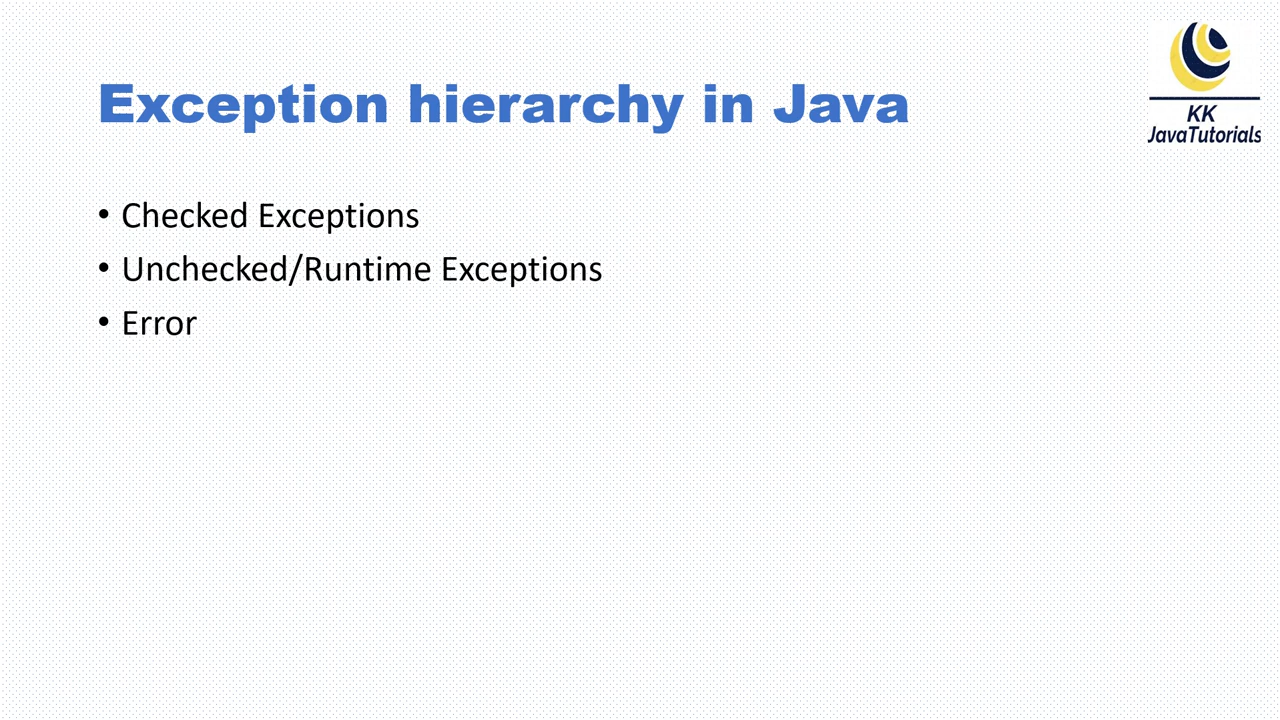 Exception hierarchy in Java
KK
JavaTutorials
• Checked Exceptions
• Unchecked/Runtime Exceptions
• Error